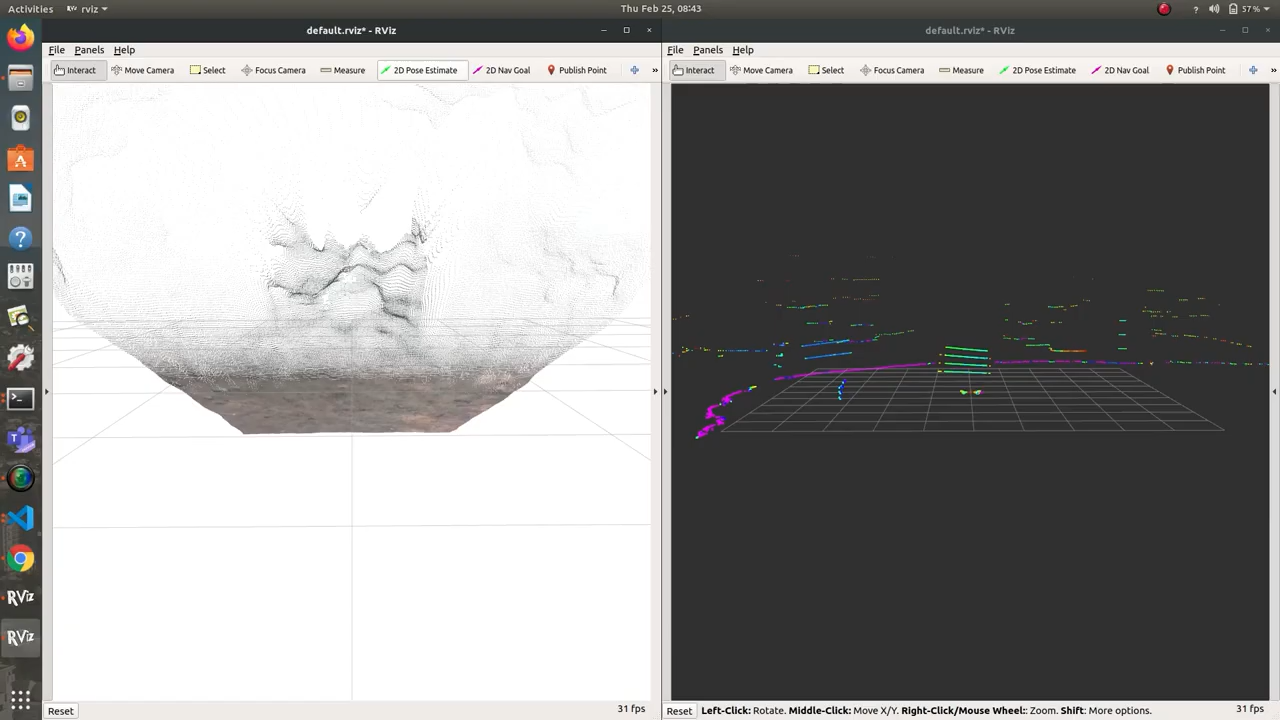 Activities rviz Thu Feb 25, 08:43 ? 57 %
default.rviz* - RViz
File Panels Help
Interact Move Camera Select Focus Camera Measure 2D Pose Estimate 2D Nav Goal Publish Point »
Reset 31 fps
default.rviz* - RViz
File Panels Help
Interact Move Camera Select Focus Camera Measure 2D Pose Estimate 2D Nav Goal Publish Point »
Reset Left-Click: Rotate. Middle-Click: Move X/Y. Right-Click/Mouse Wheel:: Zoom. Shift: More options. 31 fps
RViz
RViz